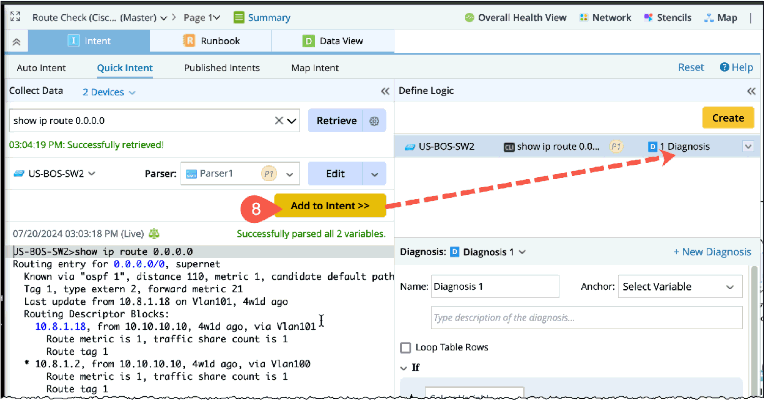 Route Check (Cisc... (Master) > Page 1 Summary Overall Health View Network Stencils Map
I Intent R Runbook D Data View
Auto Intent Quick Intent Published Intents Map Intent Reset Help
Collect Data 2 Devices Define Logic
show ip route 0.0.0.0 Retrieve Create
03:04:19 PM: Successfully retrieved!
US-BOS-SW2 CLI show ip route 0.0... P1 D 1 Diagnosis
US-BOS-SW2 Parser: Parser1 P1 Edit
8 Add to Intent >>
07/20/2024 03:03:18 PM (Live) Successfully parsed all 2 variables.
US-BOS-SW2>show ip route 0.0.0.0
Routing entry for 0.0.0.0/0, supernet
Known via "ospf 1", distance 110, metric 1, candidate default path
Tag 1, type extern 2, forward metric 21
Last update from 10.8.1.18 on Vlan101, 4w1d ago
Routing Descriptor Blocks:
10.8.1.18, from 10.10.10.10, 4w1d ago, via Vlan101
Route metric is 1, traffic share count is 1
Route tag 1
* 10.8.1.2, from 10.10.10.10, 4w1d ago, via Vlan100
Route metric is 1, traffic share count is 1
Route tag 1
Diagnosis: D Diagnosis 1 + New Diagnosis
Name: Diagnosis 1 Anchor: Select Variable
Type description of the diagnosis...
Loop Table Rows
If